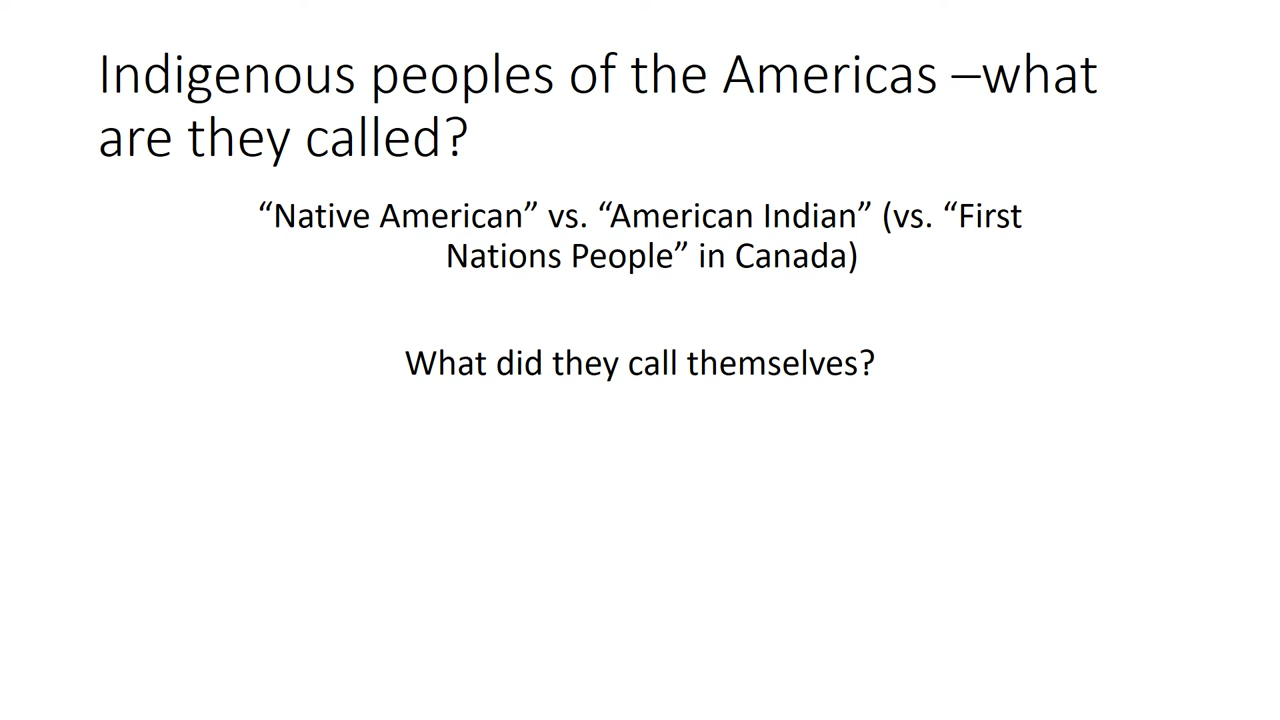 Indigenous peoples of the Americas –what
are they called?
“Native American” vs. “American Indian” (vs. “First
Nations People” in Canada)
What did they call themselves?